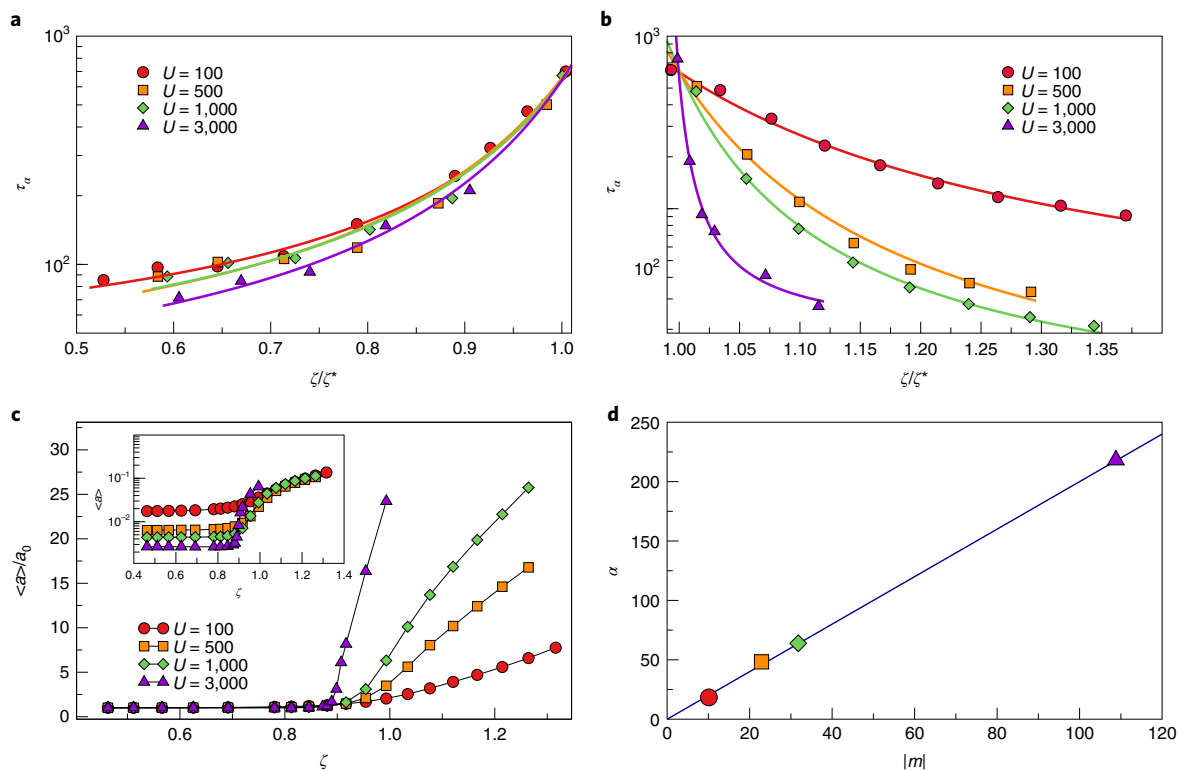 a
10³
10²
τα
U = 100
U = 500
U = 1,000
U = 3,000
0.5 0.6 0.7 0.8 0.9 1.0
ζ/ζ*
b
10³
10²
τα
U = 100
U = 500
U = 1,000
U = 3,000
1.00 1.05 1.10 1.15 1.20 1.25 1.30 1.35
ζ/ζ*
c
30
25
20
15
10
5
0
<a>/a₀
10⁻¹
10⁻²
<a>
0.4 0.6 0.8 1.0 1.2 1.4
ζ
U = 100
U = 500
U = 1,000
U = 3,000
0.6 0.8 1.0 1.2
ζ
d
250
200
150
100
50
0
α
0 20 40 60 80 100 120
|m|